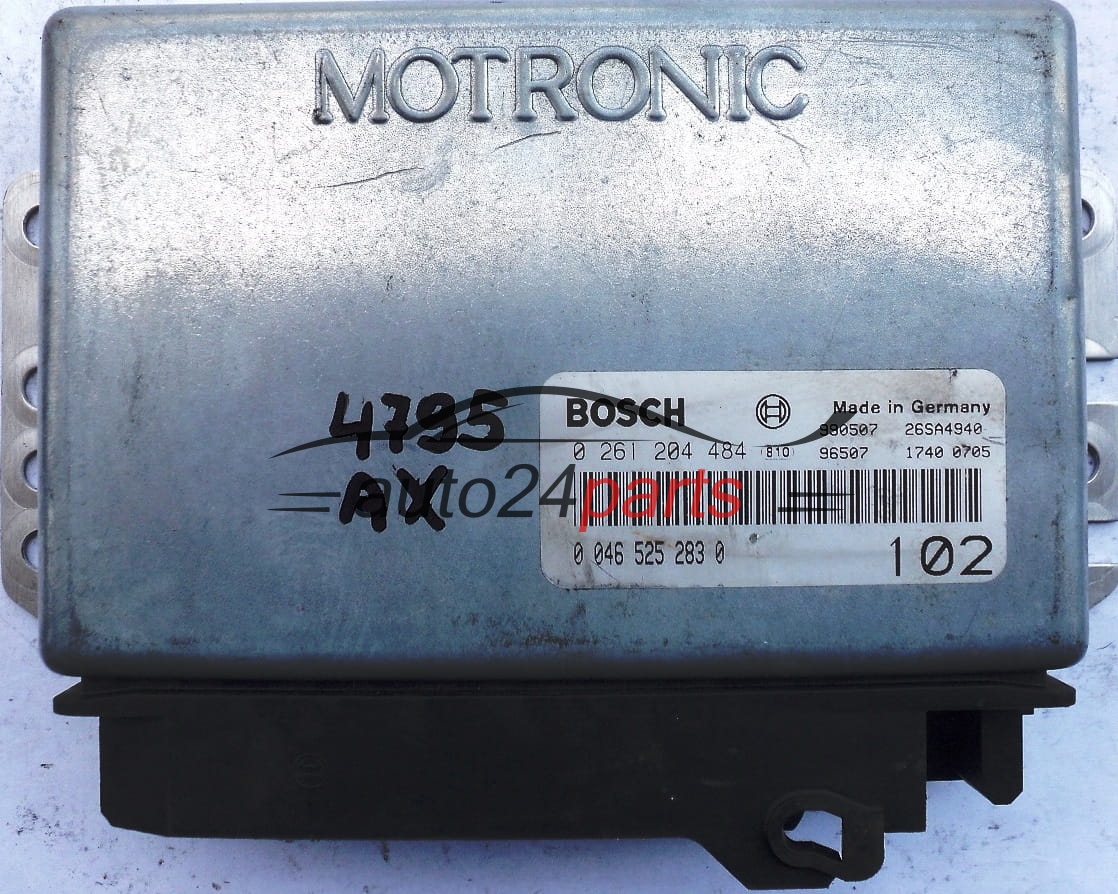 MOTRONIC
4795
AX
BOSCH
Made in Germany
980507 26SA4940
0 261 204 484 810 96507 1740 0705
auto24parts
0 046 525 283 0
102